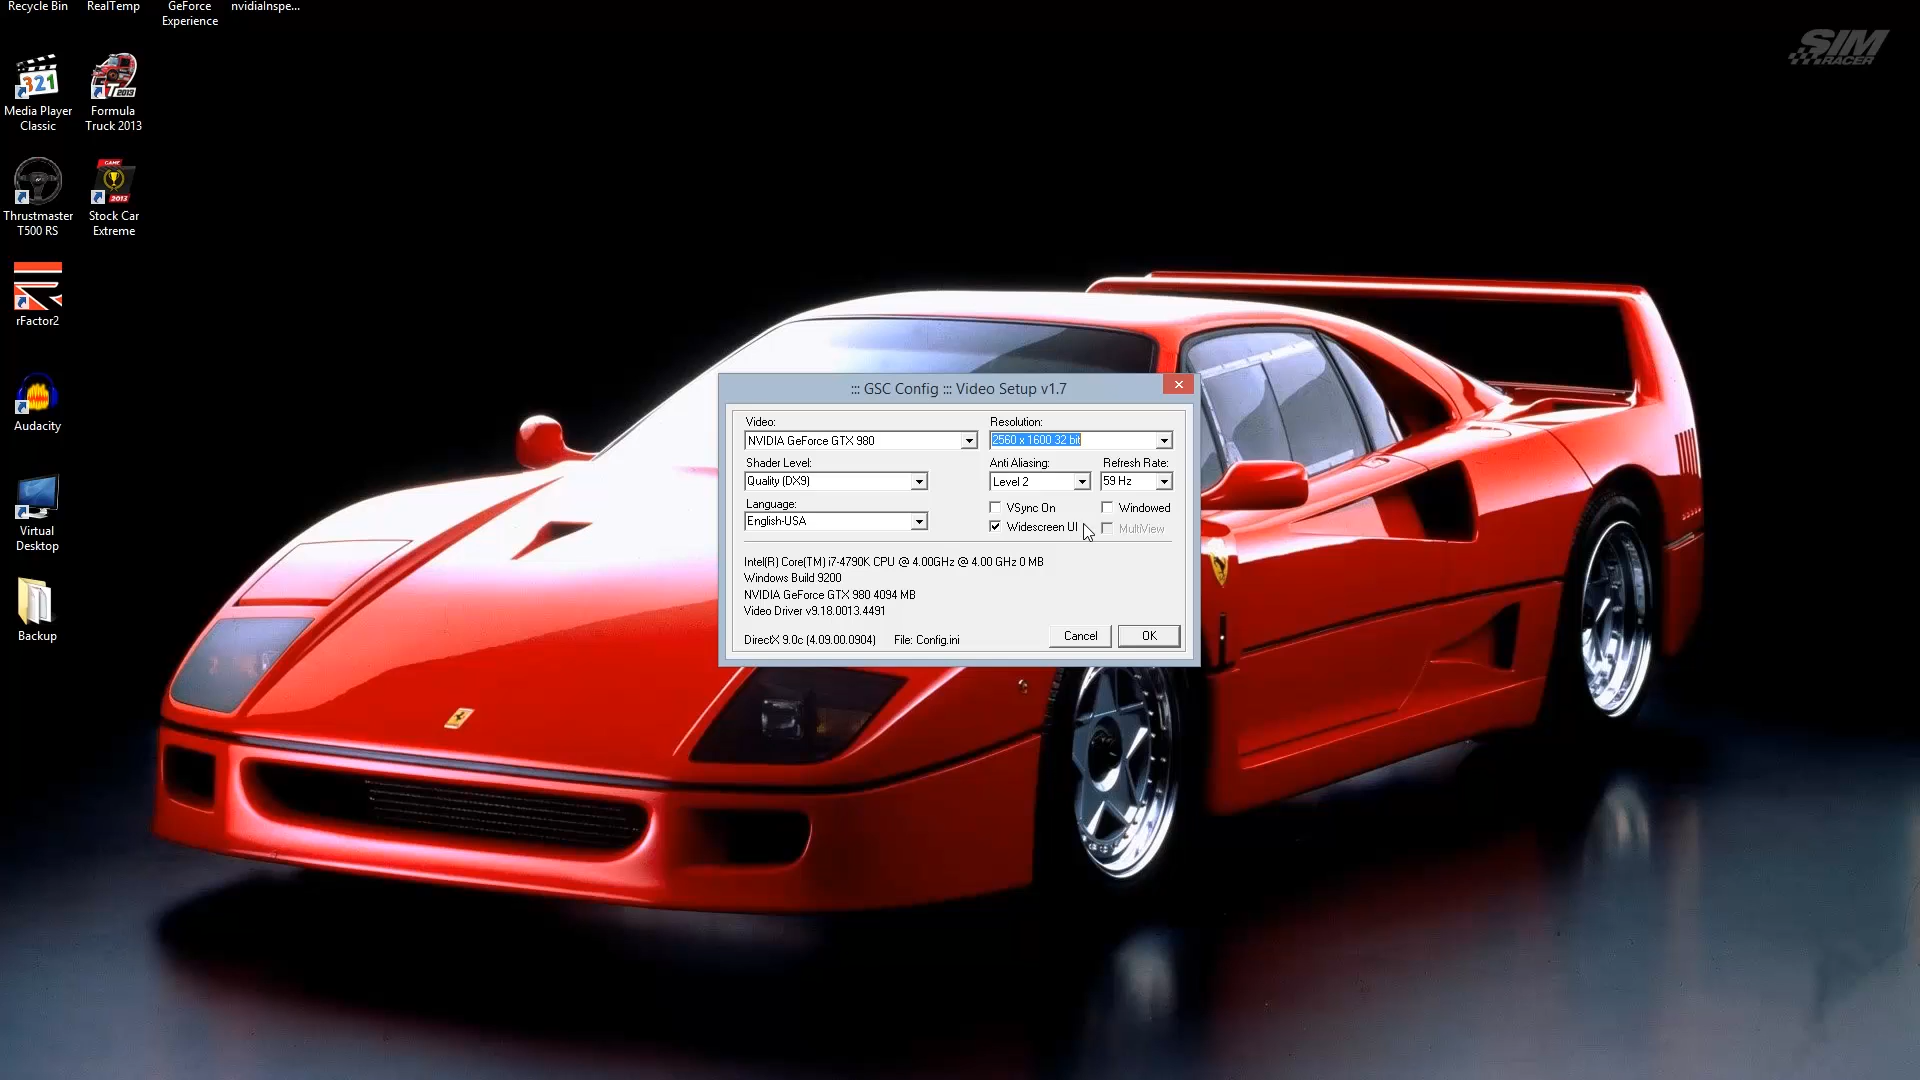 Recycle Bin
RealTemp
GeForce
Experience
nvidiaInspe...
SIM
RACER
321
Media Player
Classic
T 2013
Formula
Truck 2013
Thrustmaster
T500 RS
GAME
2013
Stock Car
Extreme
rFactor2
Audacity
Virtual
Desktop
Backup
::: GSC Config ::: Video Setup v1.7
Video:
NVIDIA GeForce GTX 980
Resolution:
2560 x 1600 32 bit
Shader Level:
Quality (DX9)
Anti Aliasing:
Level 2
Refresh Rate:
59 Hz
Language:
English-USA
VSync On
Windowed
Widescreen UI
MultiView
Intel(R) Core(TM) i7-4790K CPU @ 4.00GHz @ 4.00 GHz 0 MB
Windows Build 9200
NVIDIA GeForce GTX 980 4094 MB
Video Driver v9.18.0013.4491
DirectX 9.0c (4.09.00.0904)
File: Config.ini
Cancel
OK